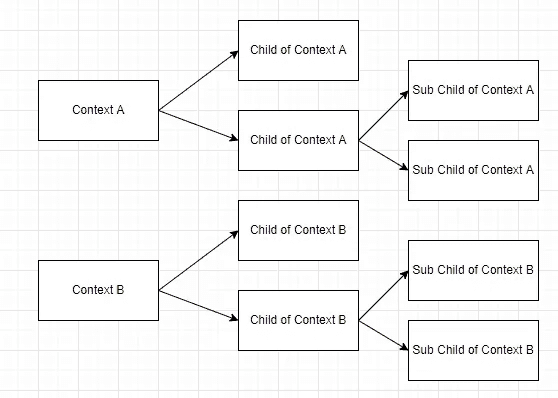 Context A
Child of Context A
Child of Context A
Sub Child of Context A
Sub Child of Context A
Context B
Child of Context B
Child of Context B
Sub Child of Context B
Sub Child of Context B